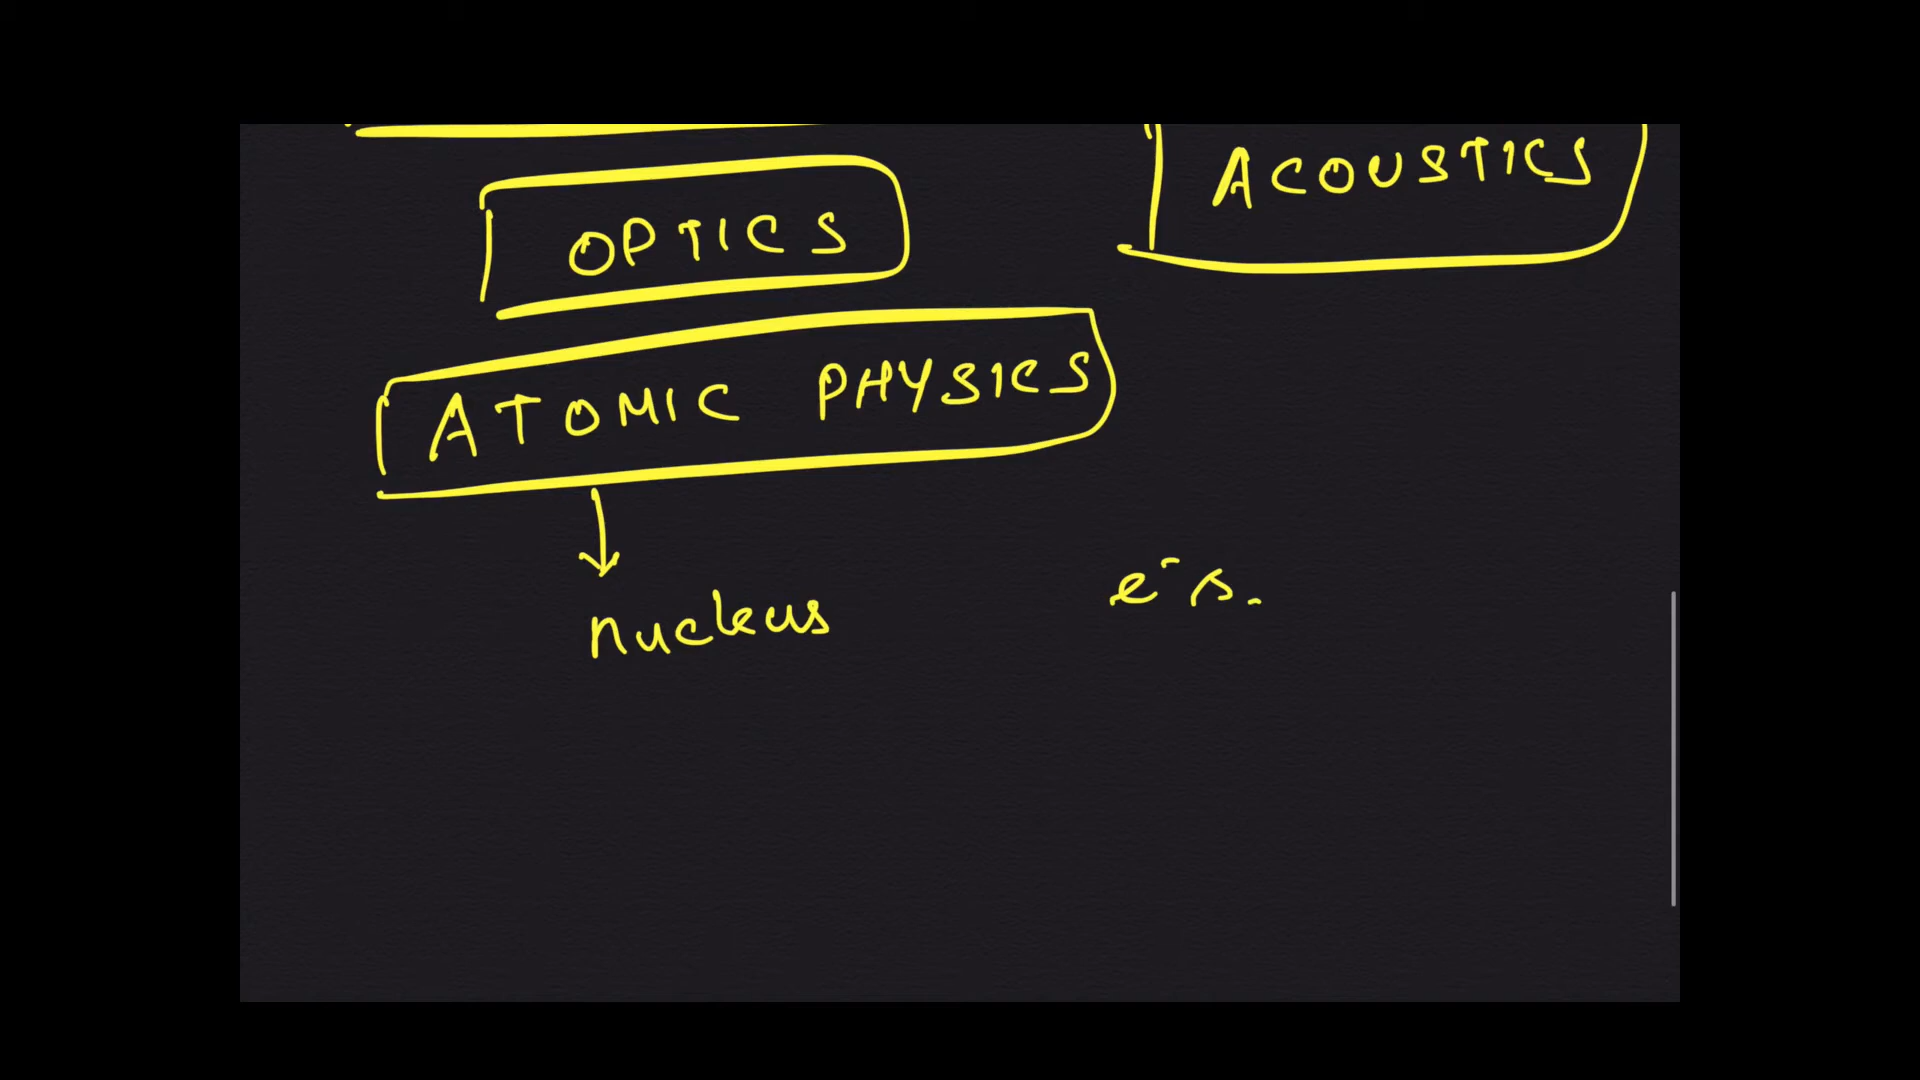 ACOUSTICS
OPTICS
ATOMIC PHYSICS
nucleus
e⁻s.